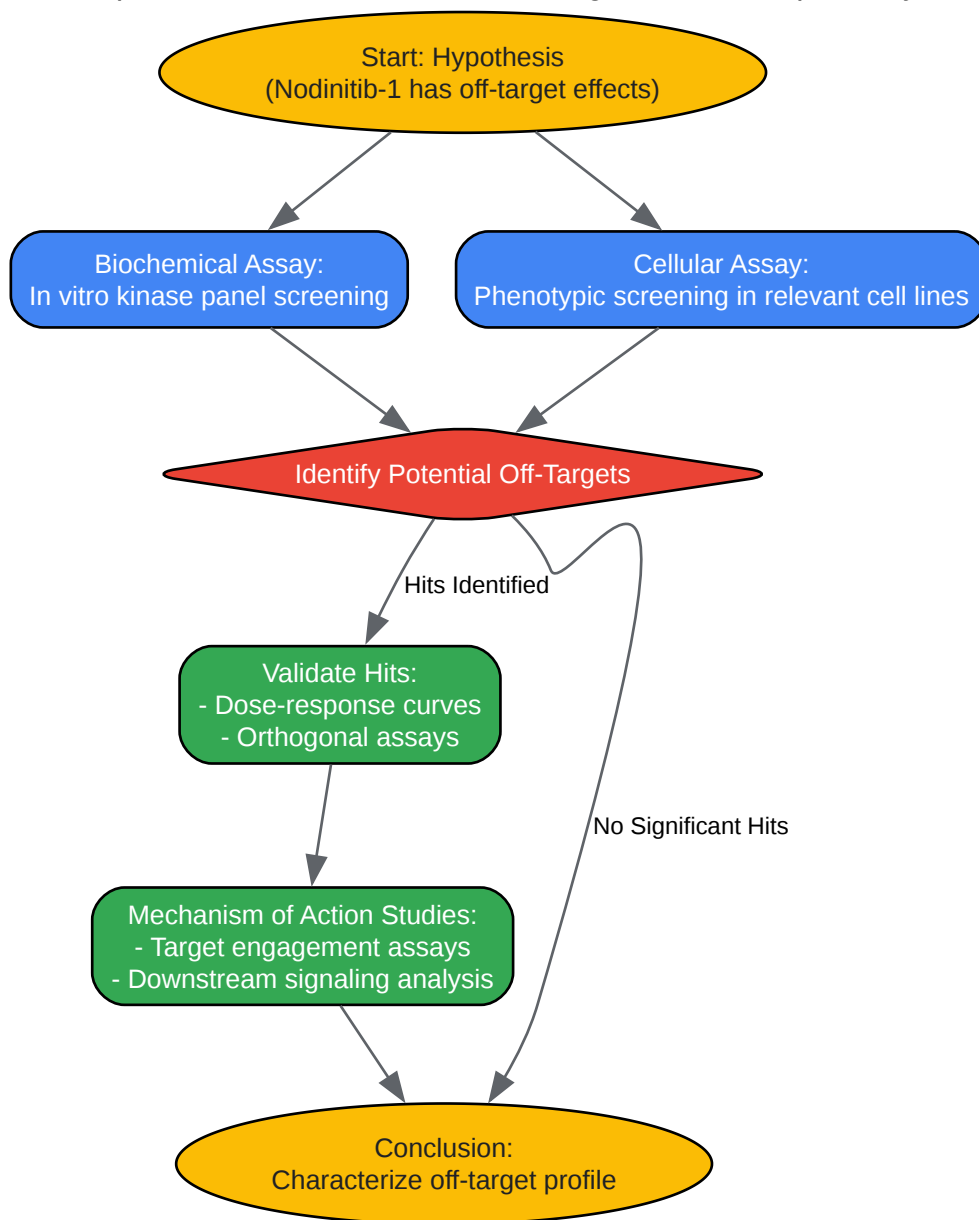 Start: Hypothesis
(Nodinitib-1 has off-target effects)
Biochemical Assay:
In vitro kinase panel screening
Cellular Assay:
Phenotypic screening in relevant cell lines
Identify Potential Off-Targets
Hits Identified
Validate Hits:
- Dose-response curves
- Orthogonal assays
No Significant Hits
Mechanism of Action Studies:
- Target engagement assays
- Downstream signaling analysis
Conclusion:
Characterize off-target profile